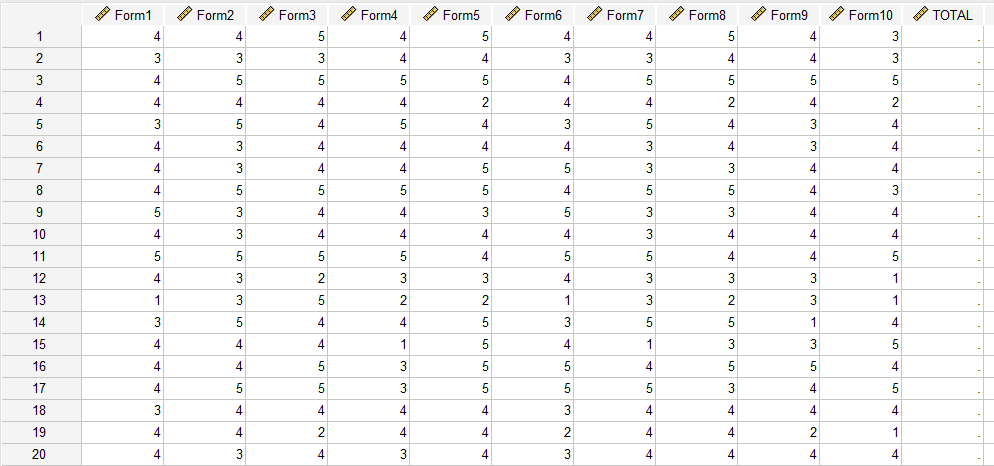 Form1 Form2 Form3 Form4 Form5 Form6 Form7 Form8 Form9 Form10 TOTAL
1 4 4 5 4 5 4 4 5 4 3 .
2 3 3 3 4 4 3 3 4 4 3 .
3 4 5 5 5 5 4 5 5 5 5 .
4 4 4 4 4 2 4 4 2 4 2 .
5 3 5 4 5 4 3 5 4 3 4 .
6 4 3 4 4 4 4 3 4 3 4 .
7 4 3 4 4 5 5 3 3 4 4 .
8 4 5 5 5 5 4 5 5 4 3 .
9 5 3 4 4 3 5 3 3 4 4 .
10 4 3 4 4 4 4 3 4 4 4 .
11 5 5 5 5 4 5 5 4 4 5 .
12 4 3 2 3 3 4 3 3 3 1 .
13 1 3 5 2 2 1 3 2 3 1 .
14 3 5 4 4 5 3 5 5 1 4 .
15 4 4 4 1 5 4 1 3 3 5 .
16 4 4 5 3 5 5 4 5 5 4 .
17 4 5 5 3 5 5 5 3 4 5 .
18 3 4 4 4 4 3 4 4 4 4 .
19 4 4 2 4 4 2 4 4 2 1 .
20 4 3 4 3 4 3 4 4 4 4 .